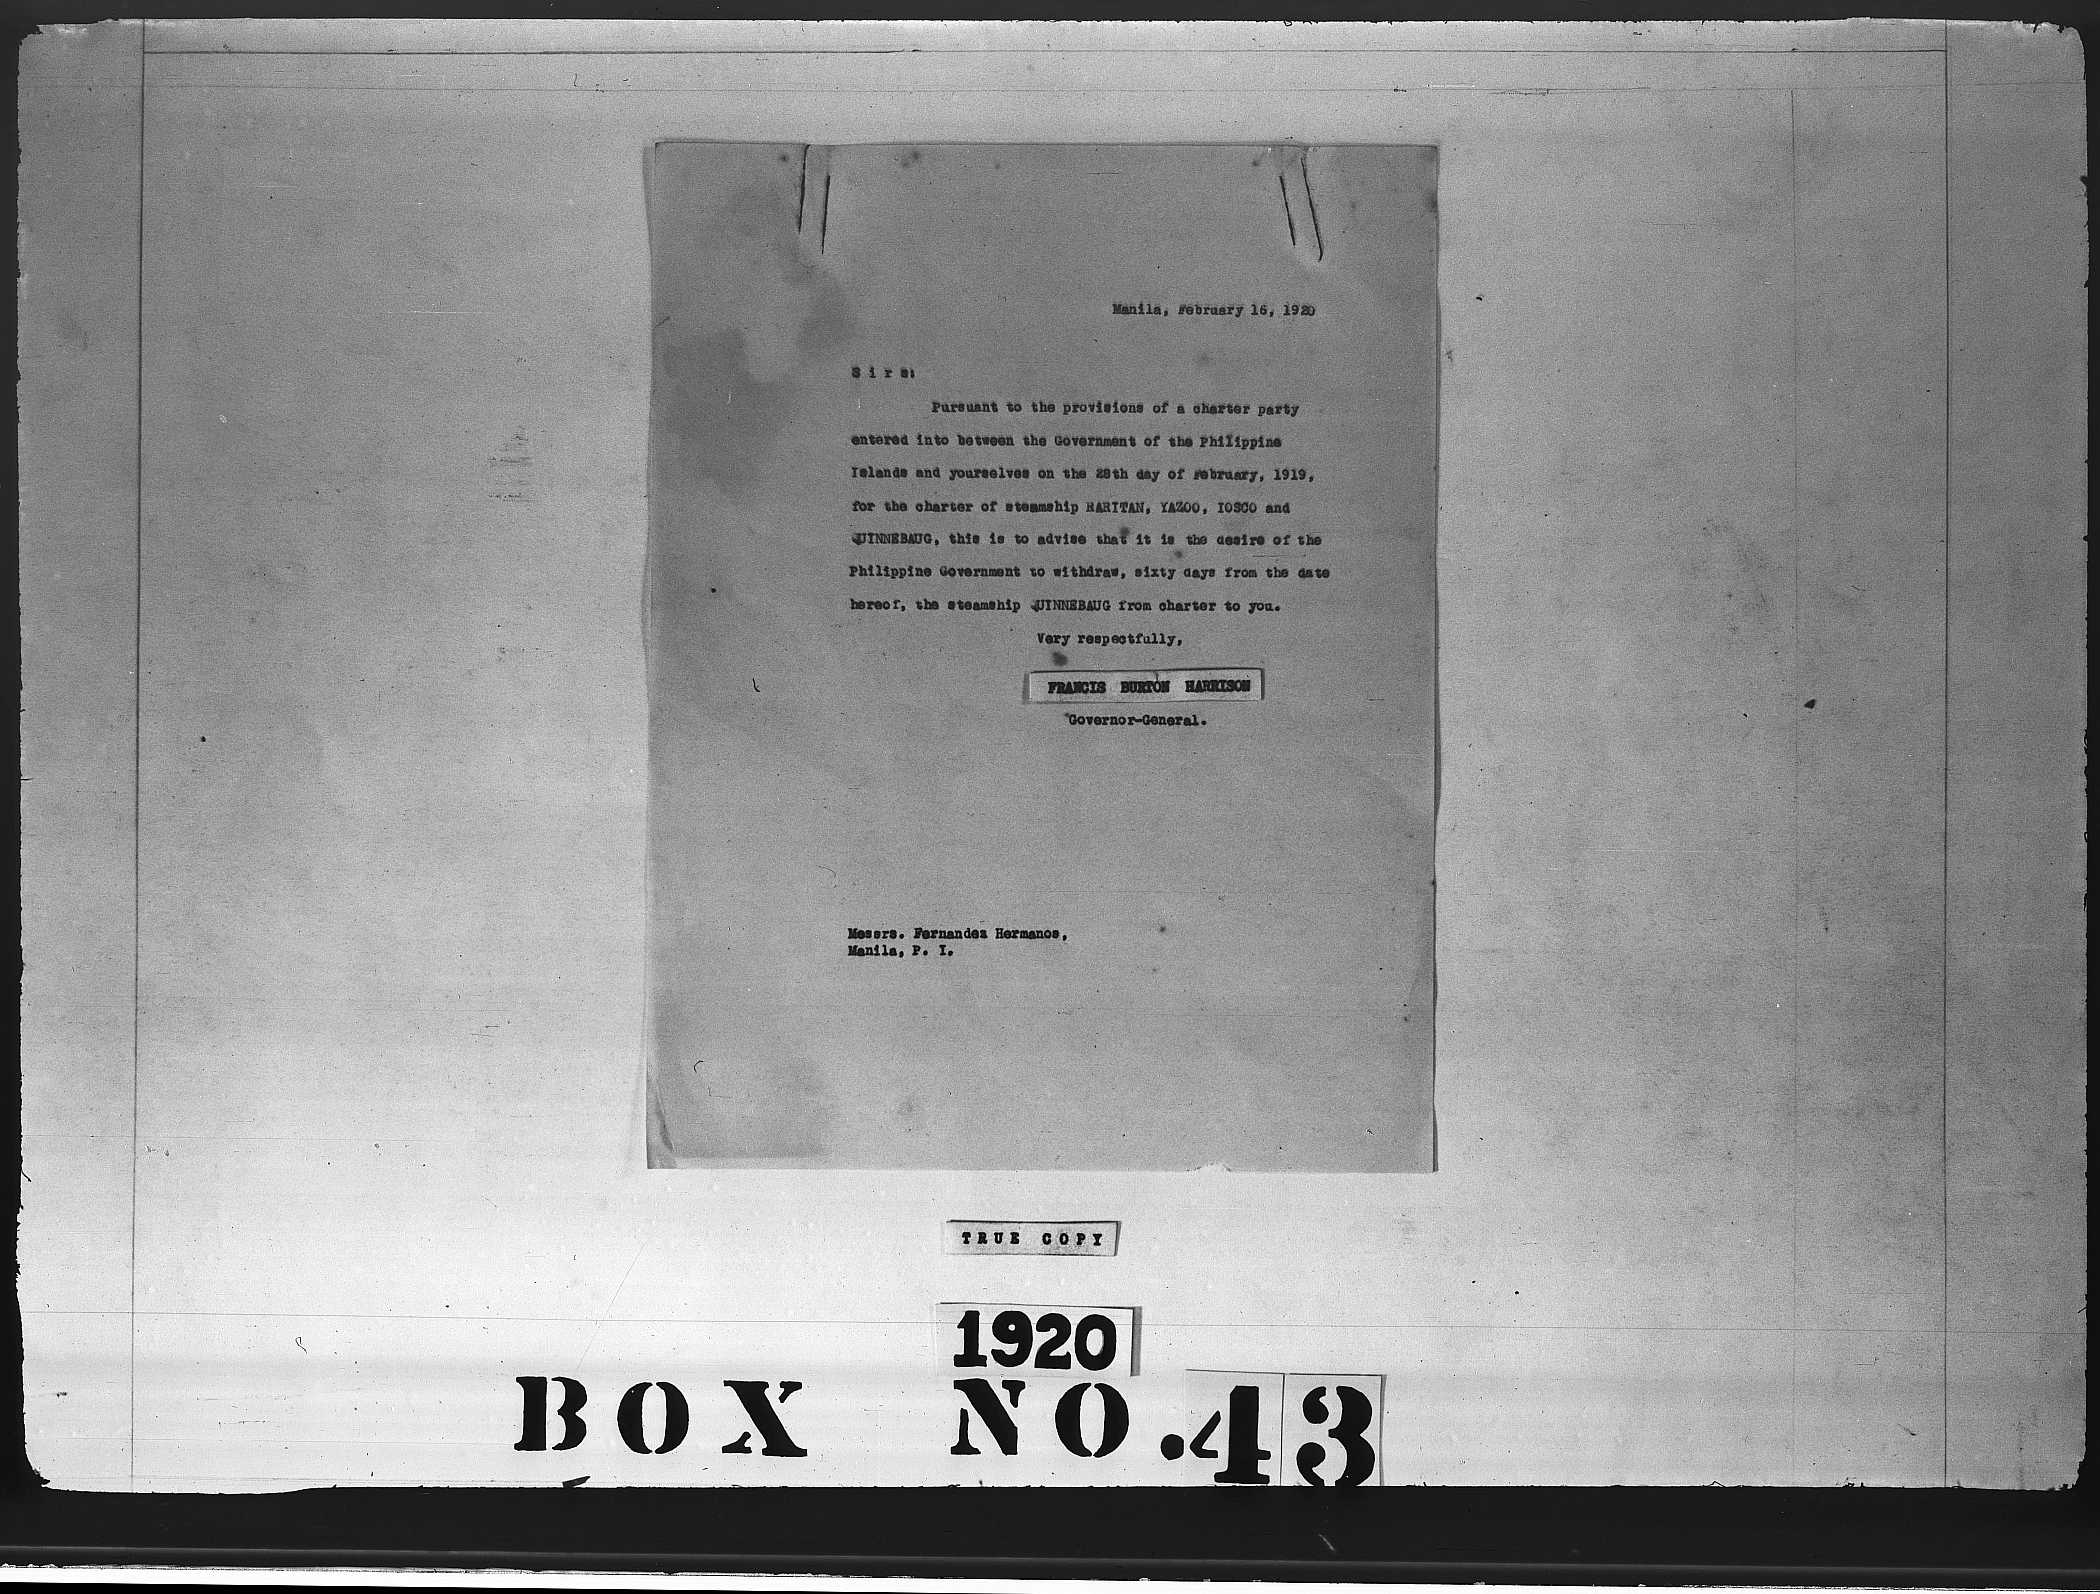 Manila, February 16, 1920
S i r s:
Pursuant to the provisions of a charter party
entered into between the Government of the Philippine
Islands and yourselves on the 28th day of February, 1919,
for the charter of steamship RARITAN, YAZOO, IOSCO and
QUINNEBAUG, this is to advise that it is the desire of the
Philippine Government to withdraw, sixty days from the date
hereof, the steamship QUINNEBAUG from charter to you.
Very respectfully,
FRANCIS BURTON HARRISON
Governor-General.
Messrs. Fernandez Hermanos,
Manila, P. I.
TRUE COPY
1920
BOX NO. 43